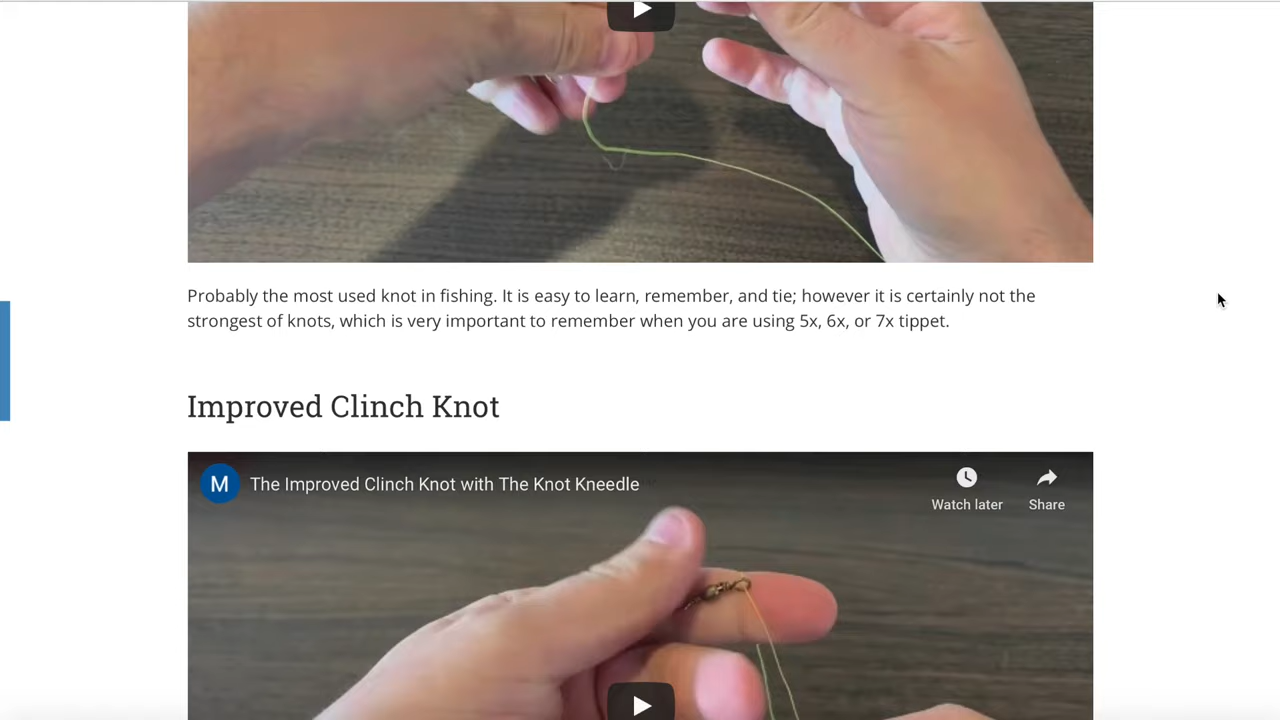 Probably the most used knot in fishing. It is easy to learn, remember, and tie; however it is certainly not the
strongest of knots, which is very important to remember when you are using 5x, 6x, or 7x tippet.
Improved Clinch Knot
M
The Improved Clinch Knot with The Knot Kneedle
Watch later
Share